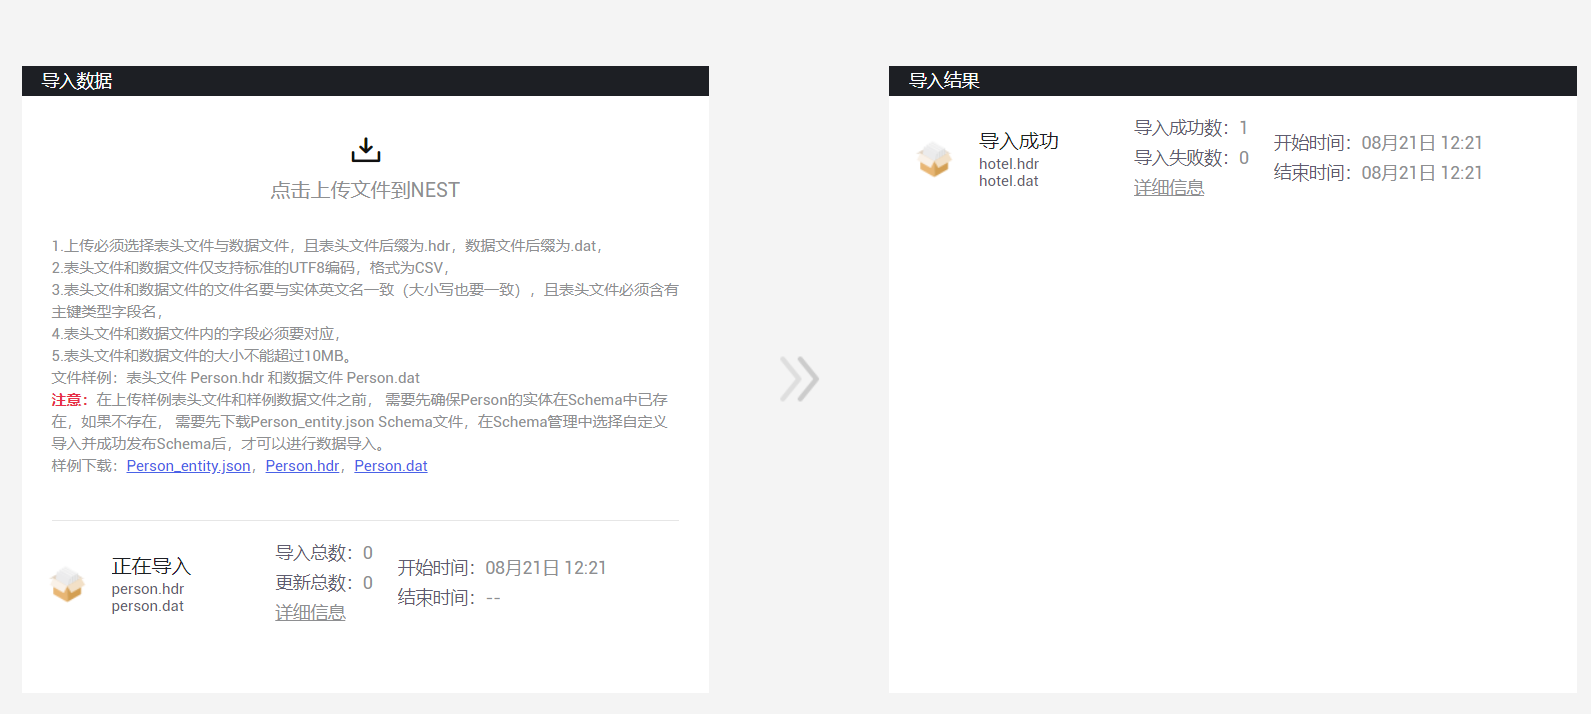 导入数据
点击上传文件到NEST
1.上传必须选择表头文件与数据文件，且表头文件后缀为.hdr，数据文件后缀为.dat，
2.表头文件和数据文件仅支持标准的UTF8编码，格式为CSV，
3.表头文件和数据文件的文件名要与实体英文名一致（大小写也要一致），且表头文件必须含有
主键类型字段名，
4.表头文件和数据文件内的字段必须要对应，
5.表头文件和数据文件的大小不能超过10MB。
文件样例：表头文件 Person.hdr 和数据文件 Person.dat
注意：在上传样例表头文件和样例数据文件之前， 需要先确保Person的实体在Schema中已存
在，如果不存在， 需要先下载Person_entity.json Schema文件，在Schema管理中选择自定义
导入并成功发布Schema后，才可以进行数据导入。
样例下载：Person_entity.json，Person.hdr，Person.dat
正在导入
person.hdr
person.dat
导入总数：0
更新总数：0
详细信息
开始时间：08月21日 12:21
结束时间：--
导入结果
导入成功
hotel.hdr
hotel.dat
导入成功数：1
导入失败数：0
详细信息
开始时间：08月21日 12:21
结束时间：08月21日 12:21